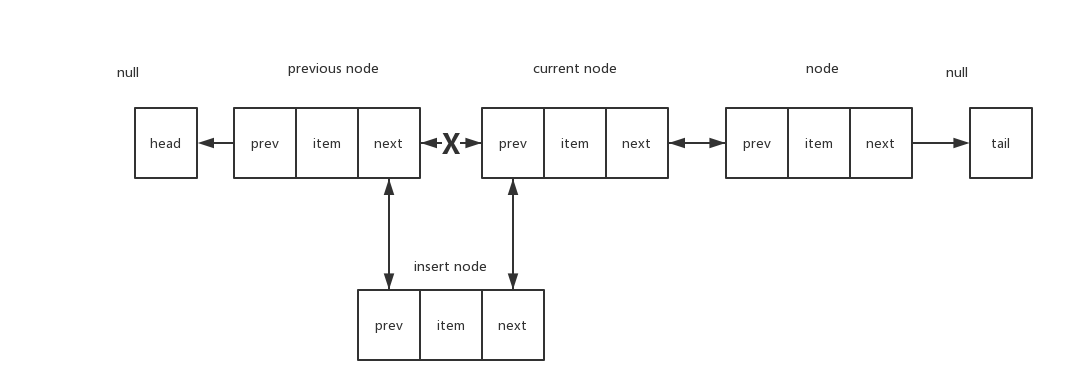 null
previous node
current node
node
null
head
prev item next
X
prev item next
prev item next
tail
insert node
prev item next